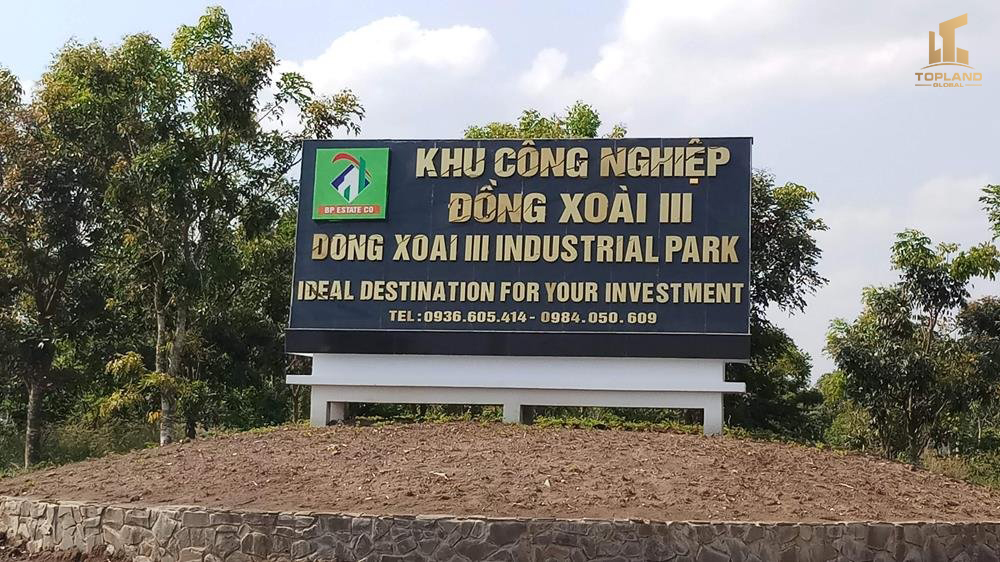 TOPLAND
GLOBAL
BP ESTATE CO
KHU CÔNG NGHIỆP
ĐỒNG XOÀI III
DONG XOAI III INDUSTRIAL PARK
IDEAL DESTINATION FOR YOUR INVESTMENT
TEL: 0936.605.414 - 0984.050.609